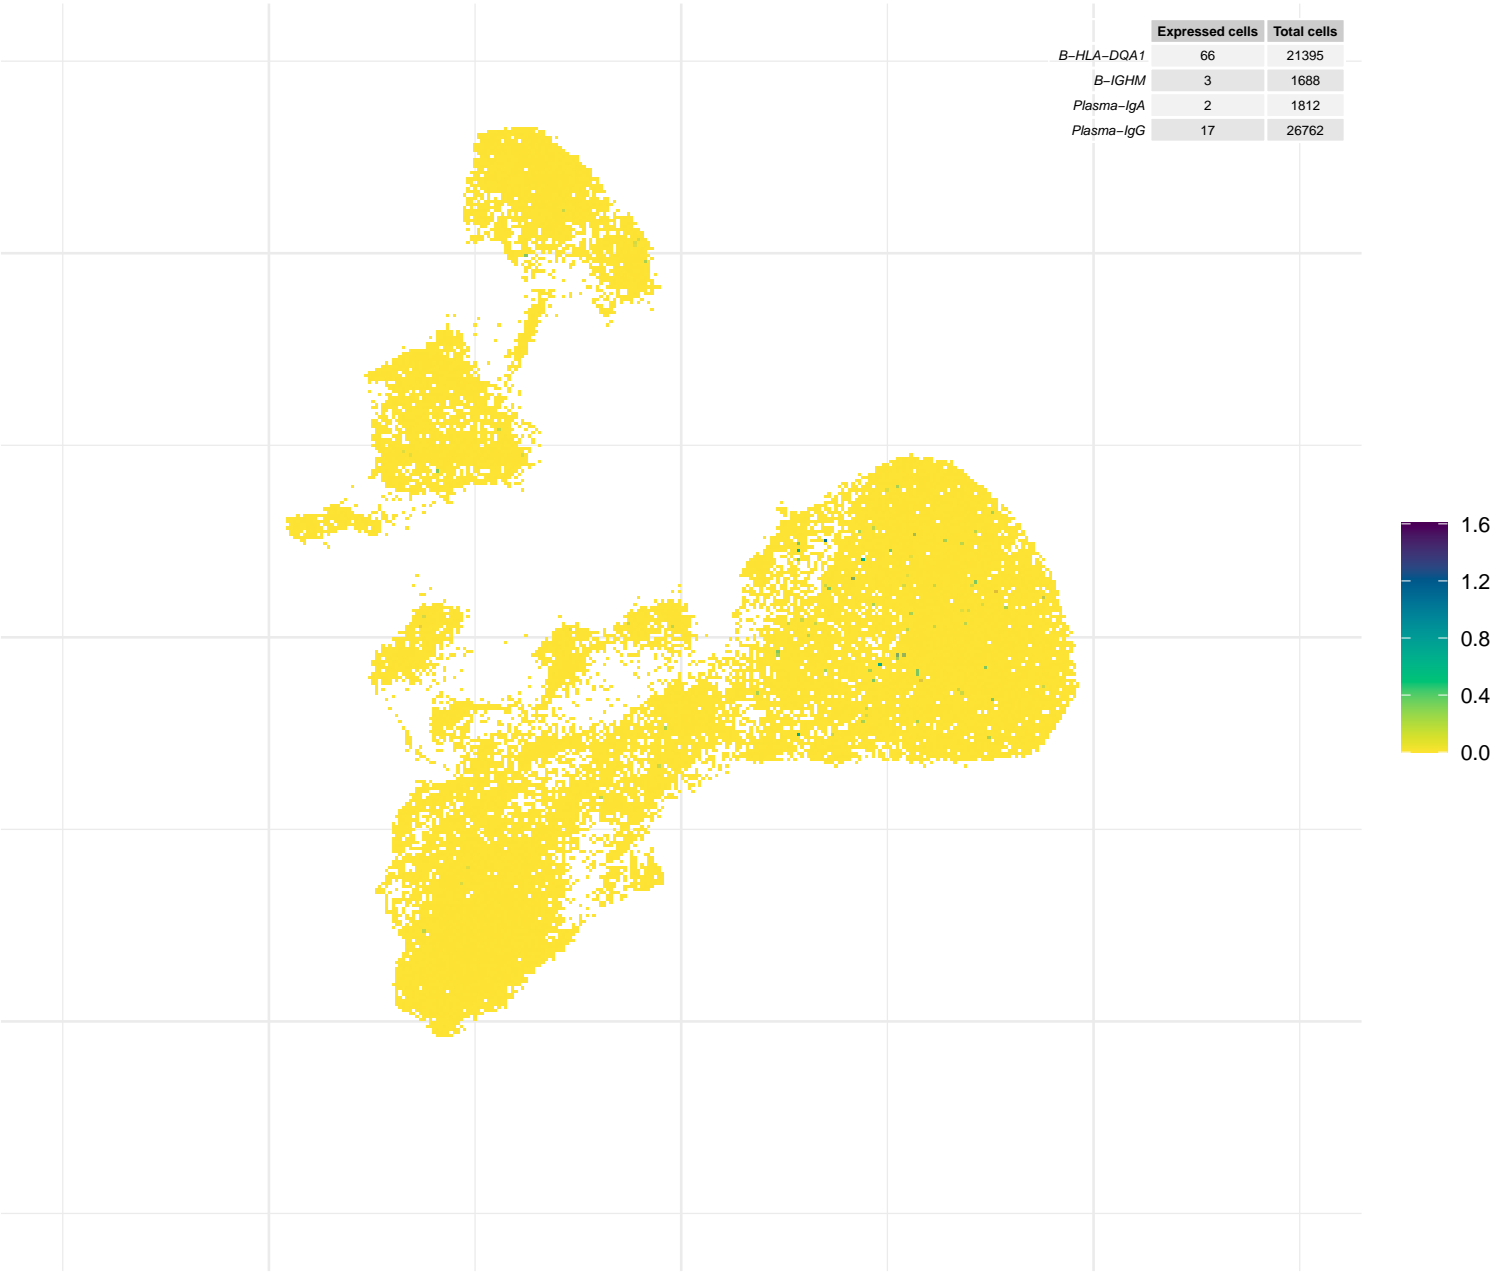 Expressed cells Total cells
B−HLA−DQA1 66 21395
B−IGHM 3 1688
Plasma−IgA 2 1812
Plasma−IgG 17 26762
1.6
1.2
0.8
0.4
0.0